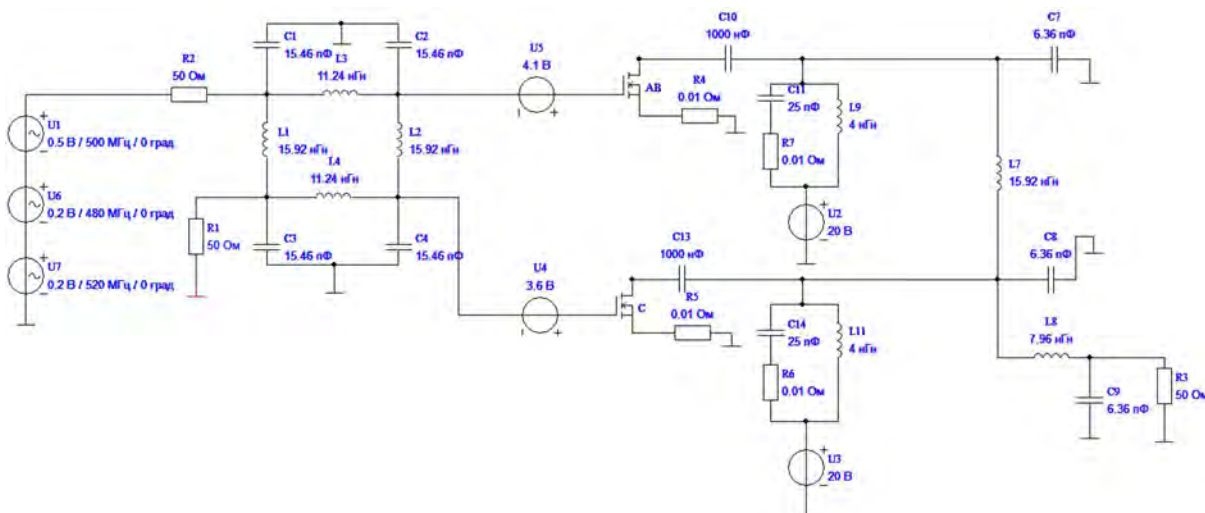 C1
15.46 пФ
C2
15.46 пФ
L3
11.24 нГн
R2
50 Ом
U1
0.5 В / 500 МГц / 0 град
U6
0.2 В / 480 МГц / 0 град
U7
0.2 В / 520 МГц / 0 град
L1
15.92 нГн
L2
15.92 нГн
L4
11.24 нГн
R1
50 Ом
C3
15.46 пФ
C4
15.46 пФ
U5
4.1 В
AB
R4
0.01 Ом
C10
1000 нФ
C11
25 пФ
L9
4 нГн
R7
0.01 Ом
U2
20 В
C7
6.36 пФ
L7
15.92 нГн
U4
3.6 В
C
R5
0.01 Ом
C13
1000 нФ
C14
25 пФ
L11
4 нГн
R6
0.01 Ом
U3
20 В
C8
6.36 пФ
L8
7.96 нГн
C9
6.36 пФ
R3
50 Ом